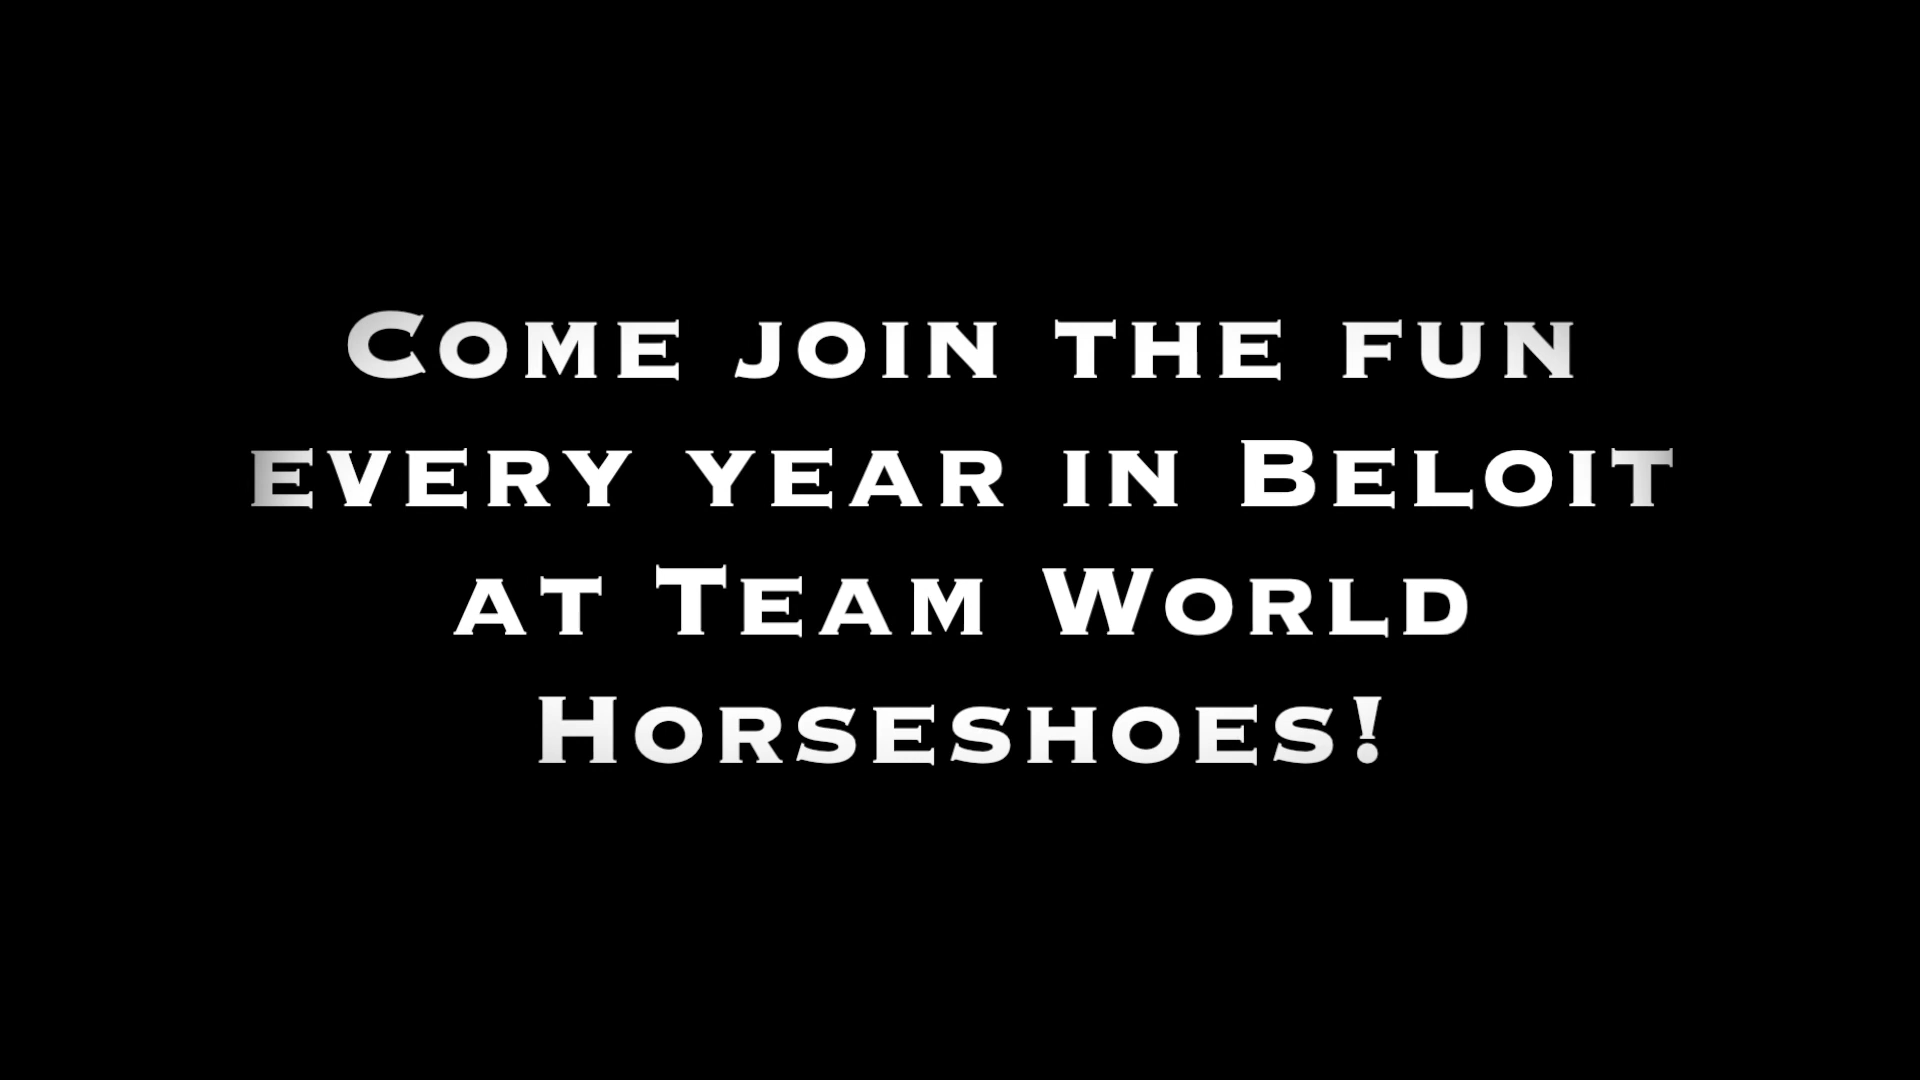 Come join the fun
every year in Beloit
at Team World
Horseshoes!